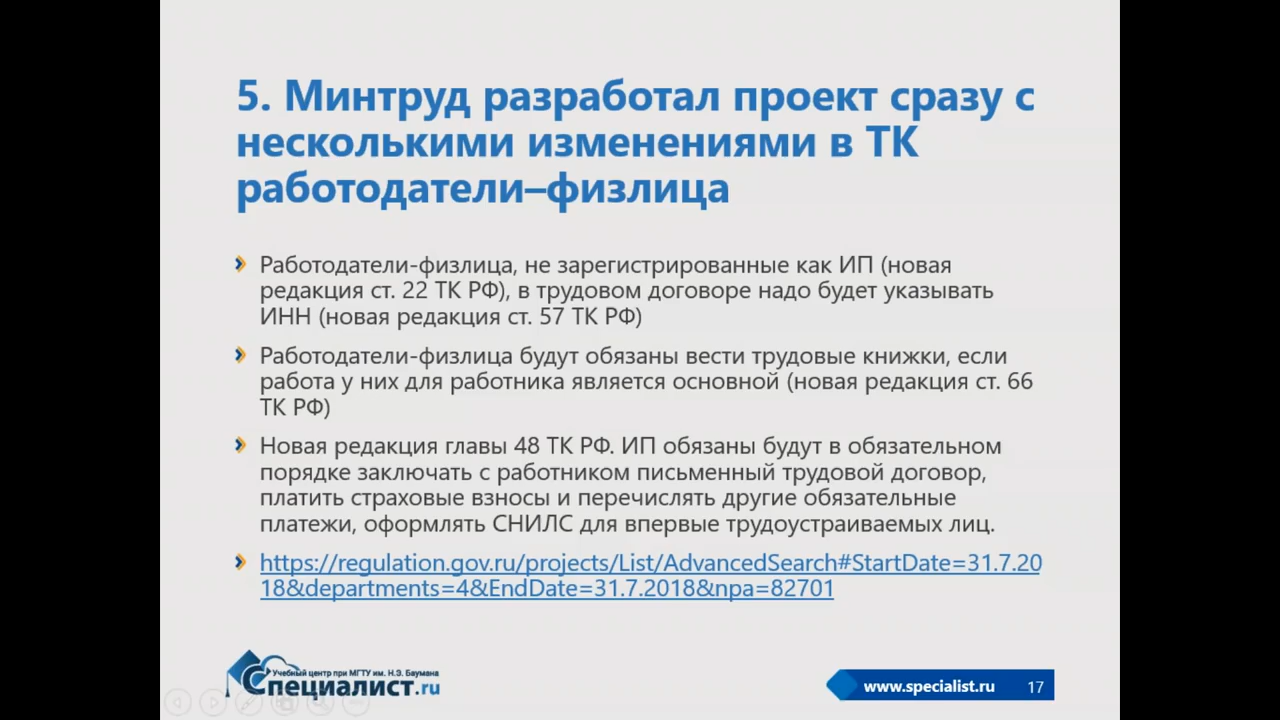 5. Минтруд разработал проект сразу с
несколькими изменениями в ТК
работодатели–физлица
Работодатели-физлица, не зарегистрированные как ИП (новая
редакция ст. 22 ТК РФ), в трудовом договоре надо будет указывать
ИНН (новая редакция ст. 57 ТК РФ)
Работодатели-физлица будут обязаны вести трудовые книжки, если
работа у них для работника является основной (новая редакция ст. 66
ТК РФ)
Новая редакция главы 48 ТК РФ. ИП обязаны будут в обязательном
порядке заключать с работником письменный трудовой договор,
платить страховые взносы и перечислять другие обязательные
платежи, оформлять СНИЛС для впервые трудоустраиваемых лиц.
https://regulation.gov.ru/projects/List/AdvancedSearch#StartDate=31.7.20
18&departments=4&EndDate=31.7.2018&npa=82701
Учебный центр при МГТУ им. Н.Э. Баумана
Специалист.ru
www.specialist.ru 17